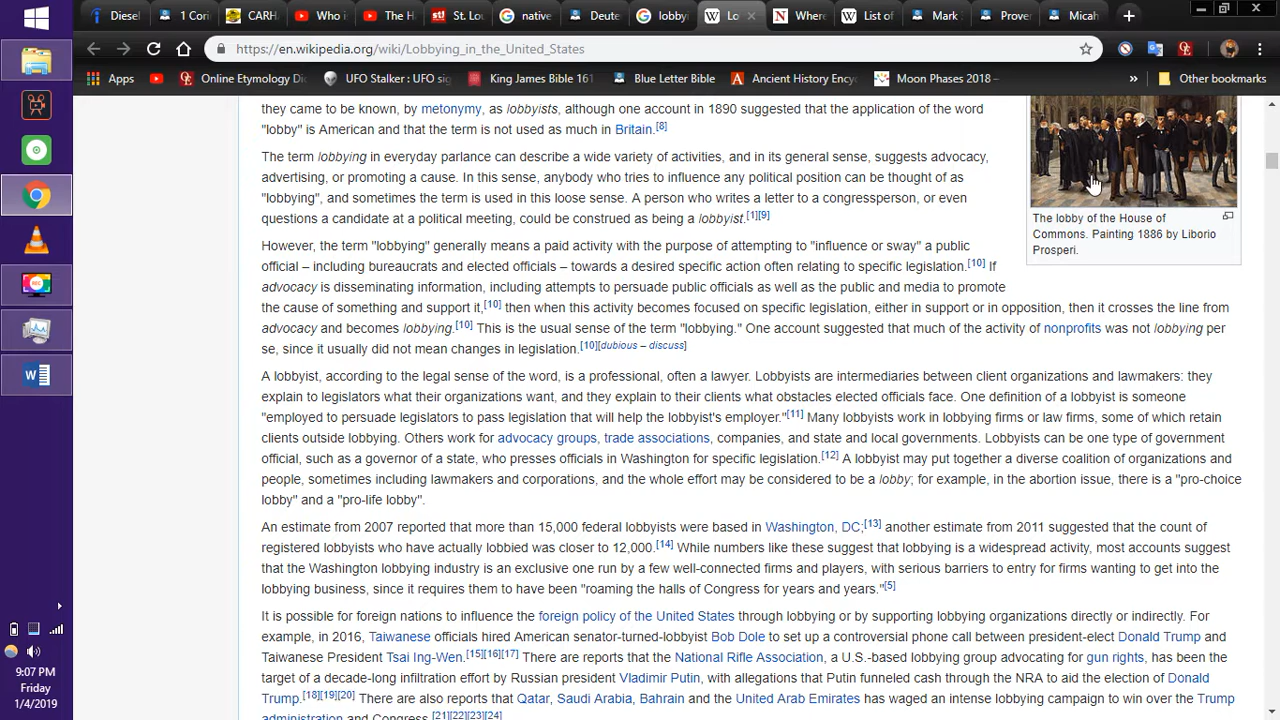 Diesel
1 Cori
CARH
Who i
The H
St. Lou
native
Deute
lobby
Lo
Where
List of
Mark
Prover
Micah
https://en.wikipedia.org/wiki/Lobbying_in_the_United_States
Apps
Online Etymology Di
UFO Stalker : UFO sig
King James Bible 161
Blue Letter Bible
Ancient History Ency
Moon Phases 2018 –
»
Other bookmarks
they came to be known, by metonymy, as lobbyists, although one account in 1890 suggested that the application of the word
"lobby" is American and that the term is not used as much in Britain.[8]
The term lobbying in everyday parlance can describe a wide variety of activities, and in its general sense, suggests advocacy,
advertising, or promoting a cause. In this sense, anybody who tries to influence any political position can be thought of as
"lobbying", and sometimes the term is used in this loose sense. A person who writes a letter to a congressperson, or even
questions a candidate at a political meeting, could be construed as being a lobbyist.[1][9]
The lobby of the House of
Commons. Painting 1886 by Liborio
Prosperi.
However, the term "lobbying" generally means a paid activity with the purpose of attempting to "influence or sway" a public
official – including bureaucrats and elected officials – towards a desired specific action often relating to specific legislation.[10] If
advocacy is disseminating information, including attempts to persuade public officials as well as the public and media to promote
the cause of something and support it,[10] then when this activity becomes focused on specific legislation, either in support or in opposition, then it crosses the line from
advocacy and becomes lobbying.[10] This is the usual sense of the term "lobbying." One account suggested that much of the activity of nonprofits was not lobbying per
se, since it usually did not mean changes in legislation.[10][dubious – discuss]
A lobbyist, according to the legal sense of the word, is a professional, often a lawyer. Lobbyists are intermediaries between client organizations and lawmakers: they
explain to legislators what their organizations want, and they explain to their clients what obstacles elected officials face. One definition of a lobbyist is someone
"employed to persuade legislators to pass legislation that will help the lobbyist's employer."[11] Many lobbyists work in lobbying firms or law firms, some of which retain
clients outside lobbying. Others work for advocacy groups, trade associations, companies, and state and local governments. Lobbyists can be one type of government
official, such as a governor of a state, who presses officials in Washington for specific legislation.[12] A lobbyist may put together a diverse coalition of organizations and
people, sometimes including lawmakers and corporations, and the whole effort may be considered to be a lobby; for example, in the abortion issue, there is a "pro-choice
lobby" and a "pro-life lobby".
An estimate from 2007 reported that more than 15,000 federal lobbyists were based in Washington, DC;[13] another estimate from 2011 suggested that the count of
registered lobbyists who have actually lobbied was closer to 12,000.[14] While numbers like these suggest that lobbying is a widespread activity, most accounts suggest
that the Washington lobbying industry is an exclusive one run by a few well-connected firms and players, with serious barriers to entry for firms wanting to get into the
lobbying business, since it requires them to have been "roaming the halls of Congress for years and years."[5]
It is possible for foreign nations to influence the foreign policy of the United States through lobbying or by supporting lobbying organizations directly or indirectly. For
example, in 2016, Taiwanese officials hired American senator-turned-lobbyist Bob Dole to set up a controversial phone call between president-elect Donald Trump and
Taiwanese President Tsai Ing-Wen.[15][16][17] There are reports that the National Rifle Association, a U.S.-based lobbying group advocating for gun rights, has been the
target of a decade-long infiltration effort by Russian president Vladimir Putin, with allegations that Putin funneled cash through the NRA to aid the election of Donald
Trump.[18][19][20] There are also reports that Qatar, Saudi Arabia, Bahrain and the United Arab Emirates has waged an intense lobbying campaign to win over the Trump
administration and Congress.[21][22][23][24]
9:07 PM
Friday
1/4/2019